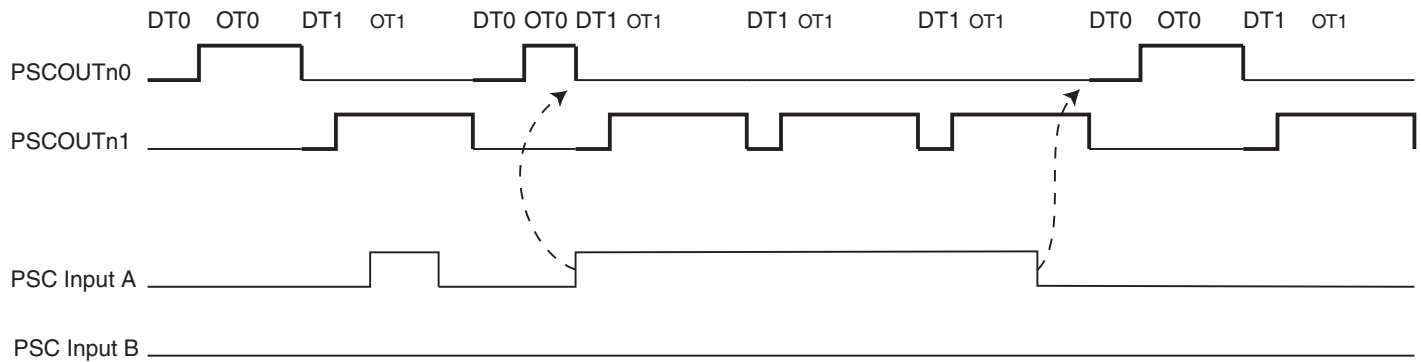 DT0 OT0 DT1 OT1 DT0 OT0 DT1 OT1 DT1 OT1 DT1 OT1 DT0 OT0 DT1 OT1
PSCOUTn0
PSCOUTn1
PSC Input A
PSC Input B